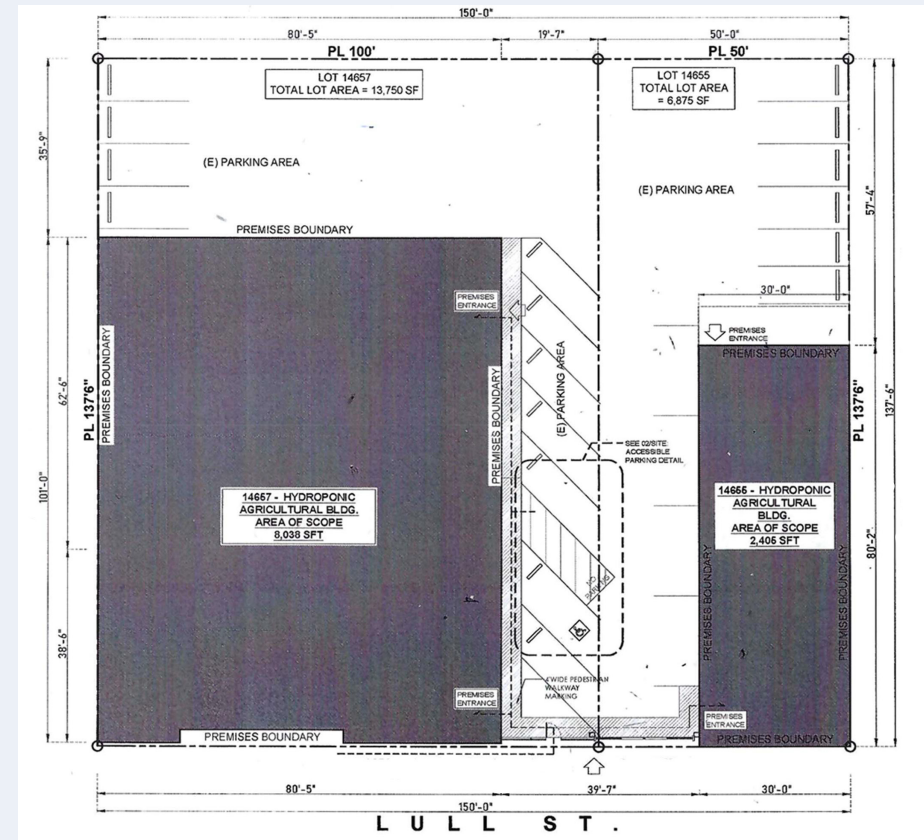 150'-0"
80'-5"
19'-7"
50'-0"
PL 100'
PL 50'
LOT 14657
TOTAL LOT AREA = 13,750 SF
LOT 14655
TOTAL LOT AREA
= 6,875 SF
35'-9"
(E) PARKING AREA
(E) PARKING AREA
57'-4"
PREMISES BOUNDARY
30'-0"
PREMISES
ENTRANCE
PREMISES
ENTRANCE
PREMISES BOUNDARY
62'-6"
PL 137'6"
PREMISES BOUNDARY
PREMISES BOUNDARY
(E) PARKING AREA
PL 137'6"
137'-6"
SEE 02/SITE
ACCESSIBLE
PARKING DETAIL
101'-0"
14657 - HYDROPONIC
AGRICULTURAL BLDG.
AREA OF SCOPE
8,038 SFT
14655 - HYDROPONIC
AGRICULTURAL
BLDG.
AREA OF SCOPE
2,405 SFT
80'-2"
NO
PARKING
PREMISES BOUNDARY
PREMISES BOUNDARY
38'-6"
4'WIDE PEDESTRIAN
WALKWAY
MARKING
PREMISES
ENTRANCE
PREMISES
ENTRANCE
PREMISES BOUNDARY
PREMISES BOUNDARY
80'-5"
39'-7"
30'-0"
150'-0"
LULL ST.